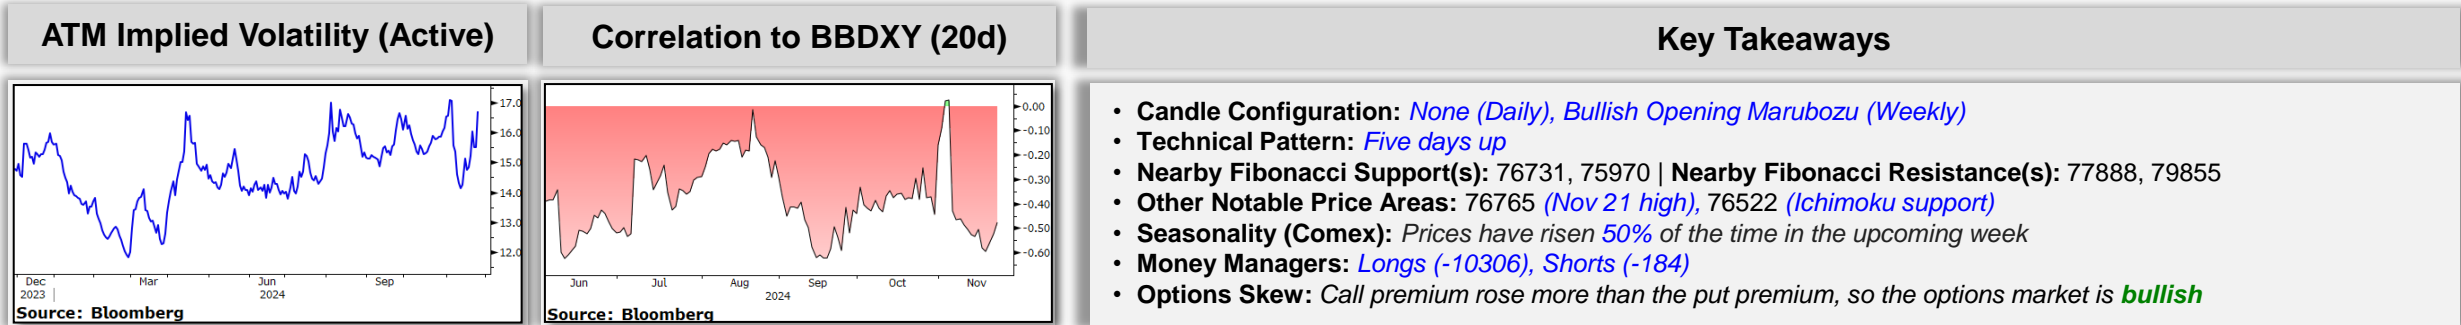 ATM Implied Volatility (Active)
17.0
16.0
15.0
14.0
13.0
12.0
Dec Mar Jun Sep
2023 2024
Source: Bloomberg
Correlation to BBDXY (20d)
0.00
-0.10
-0.20
-0.30
-0.40
-0.50
-0.60
Jun Jul Aug Sep Oct Nov
2024
Source: Bloomberg
Key Takeaways
• Candle Configuration: None (Daily), Bullish Opening Marubozu (Weekly)
• Technical Pattern: Five days up
• Nearby Fibonacci Support(s): 76731, 75970 | Nearby Fibonacci Resistance(s): 77888, 79855
• Other Notable Price Areas: 76765 (Nov 21 high), 76522 (Ichimoku support)
• Seasonality (Comex): Prices have risen 50% of the time in the upcoming week
• Money Managers: Longs (-10306), Shorts (-184)
• Options Skew: Call premium rose more than the put premium, so the options market is bullish